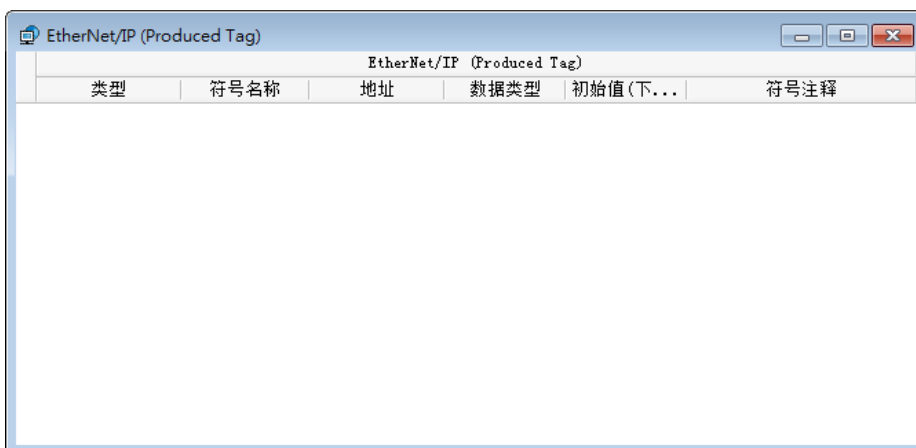 EtherNet/IP (Produced Tag)
EtherNet/IP (Produced Tag)
类型 符号名称 地址 数据类型 初始值(下... 符号注释